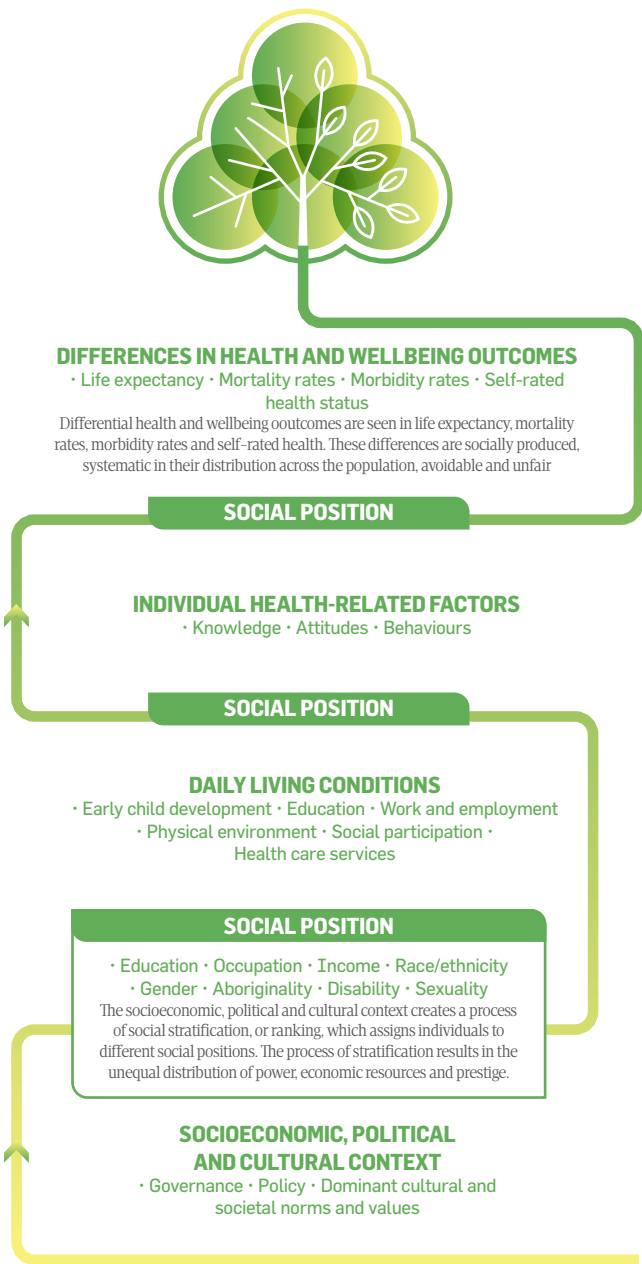 DIFFERENCES IN HEALTH AND WELLBEING OUTCOMES
· Life expectancy · Mortality rates · Morbidity rates · Self-rated
health status
Differential health and wellbeing ooutcomes are seen in life expectancy, mortality
rates, morbidity rates and self-rated heaulth. These differences are socially produced,
systematic in their distribution across the population, avoidable and unfair
SOCIAL POSITION
INDIVIDUAL HEALTH-RELATED FACTORS
· Knowledge · Attitudes · Behaviours
SOCIAL POSITION
DAILY LIVING CONDITIONS
· Early child development · Education · Work and employment
· Physical environment · Social participation ·
Health care services
SOCIAL POSITION
· Education · Occupation · Income · Race/ethnicity
· Gender · Aboriginality · Disability · Sexuality
The socioeconomic, political and cultural context creates a process
of social stratification, or ranking, which assigns individuals to
different social positions. The process of stratification results in the
unequal distribution of power, economic resources and prestige.
SOCIOECONOMIC, POLITICAL
AND CULTURAL CONTEXT
· Governance · Policy · Dominant cultural and
societal norms and values